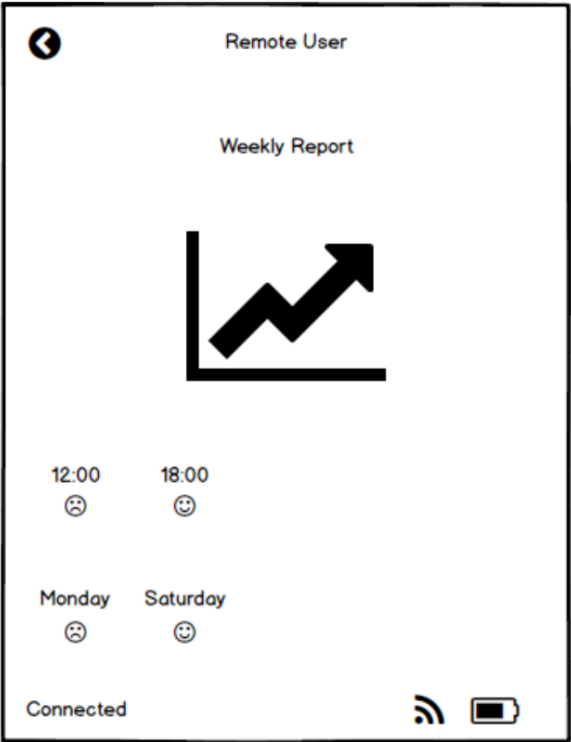 Remote User
Weekly Report
12:00 18:00
Monday Saturday
Connected